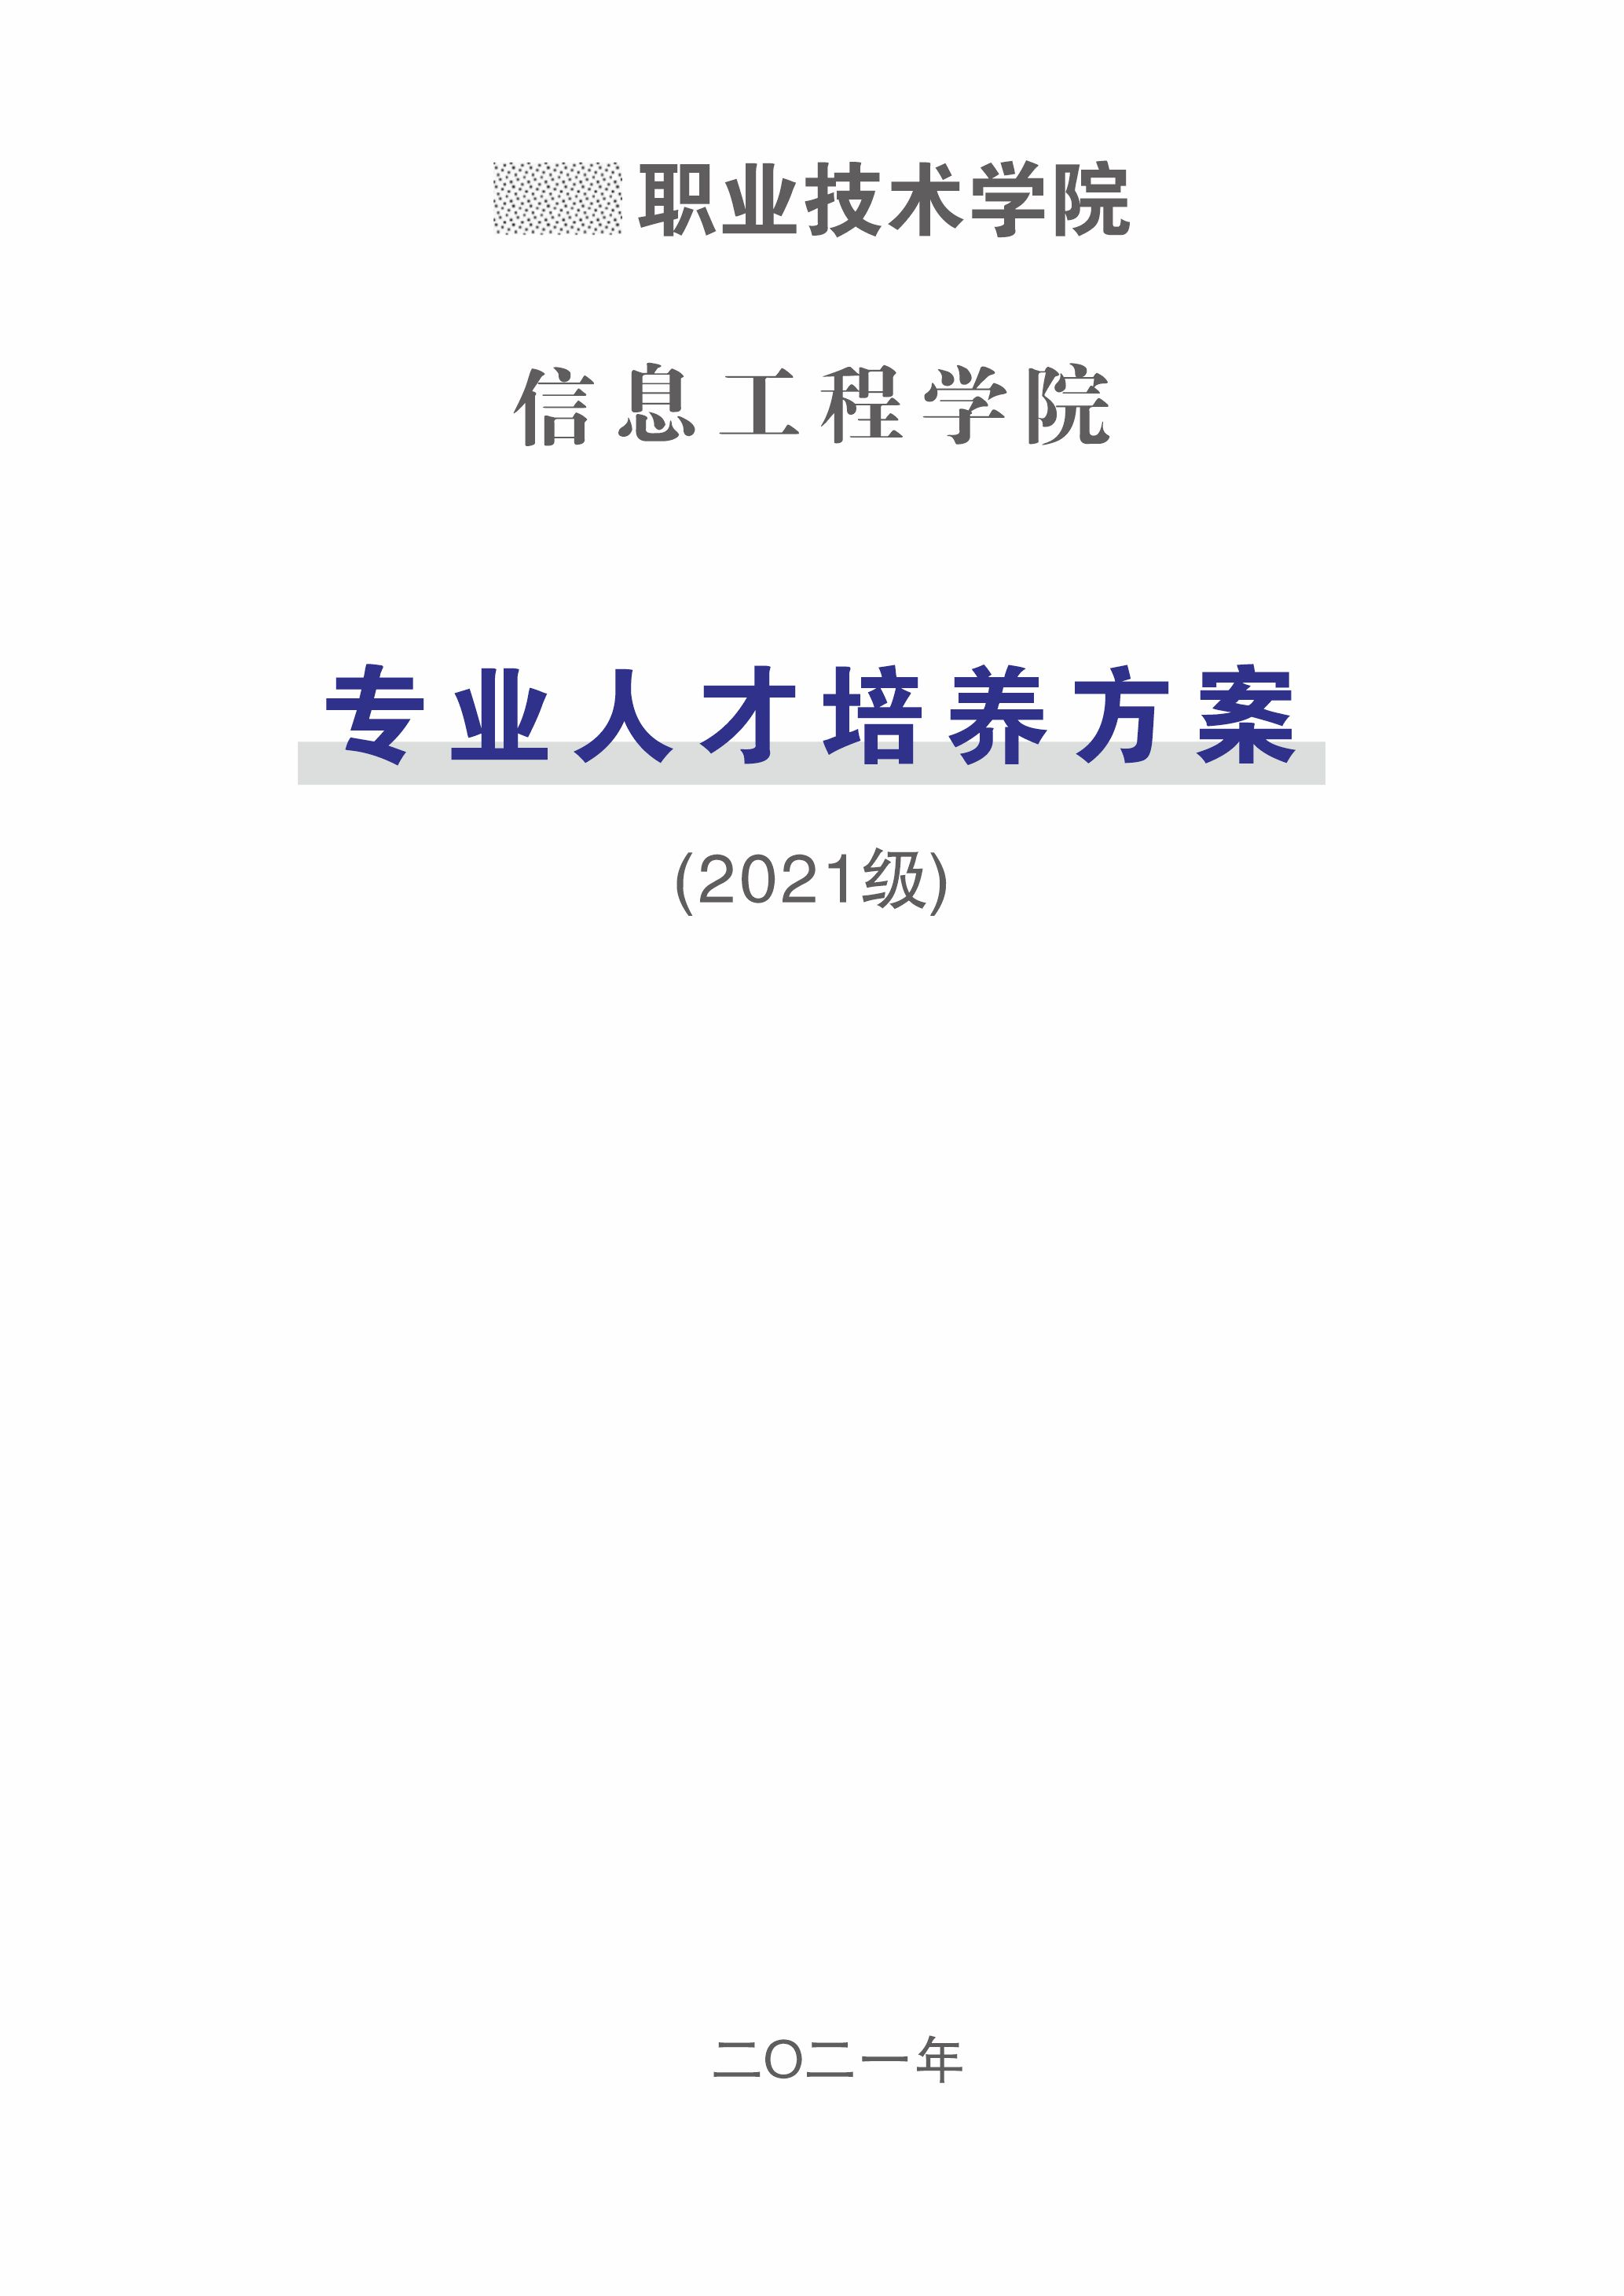 职业技术学院
信息工程学院
专业人才培养方案
(2021级)
二〇二一年